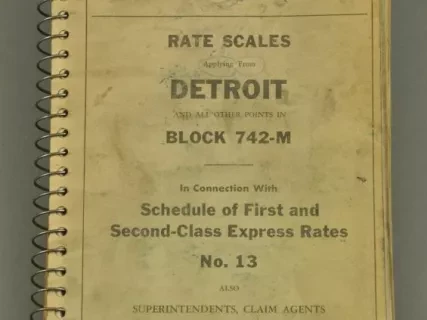 RATE SCALES
Applying From
DETROIT
AND ALL OTHER POINTS IN
BLOCK 742-M
In Connection With
Schedule of First and
Second-Class Express Rates
No. 13
ALSO
SUPERINTENDENTS, CLAIM AGENTS